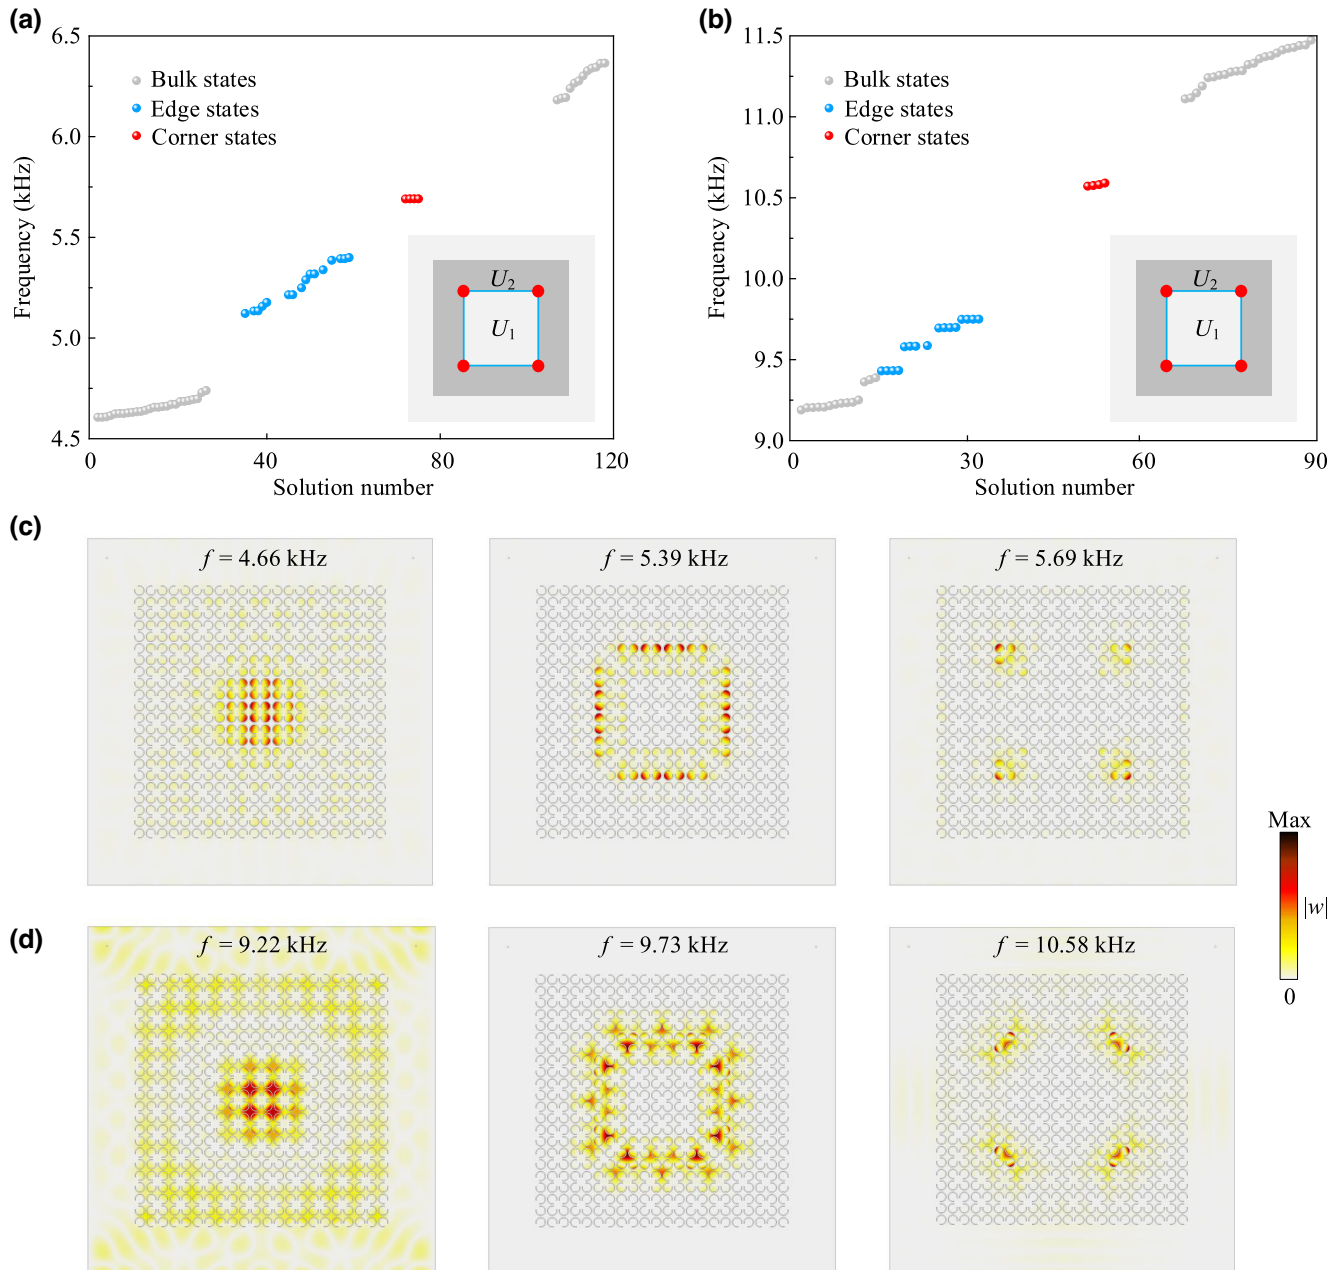 (a)
6.5
6.0
5.5
5.0
4.5
Frequency (kHz)
Bulk states
Edge states
Corner states
U2
U1
0
40
80
120
Solution number
(b)
11.5
11.0
10.5
10.0
9.5
9.0
Frequency (kHz)
Bulk states
Edge states
Corner states
U2
U1
0
30
60
90
Solution number
(c)
f = 4.66 kHz
f = 5.39 kHz
f = 5.69 kHz
Max
|w|
0
(d)
f = 9.22 kHz
f = 9.73 kHz
f = 10.58 kHz